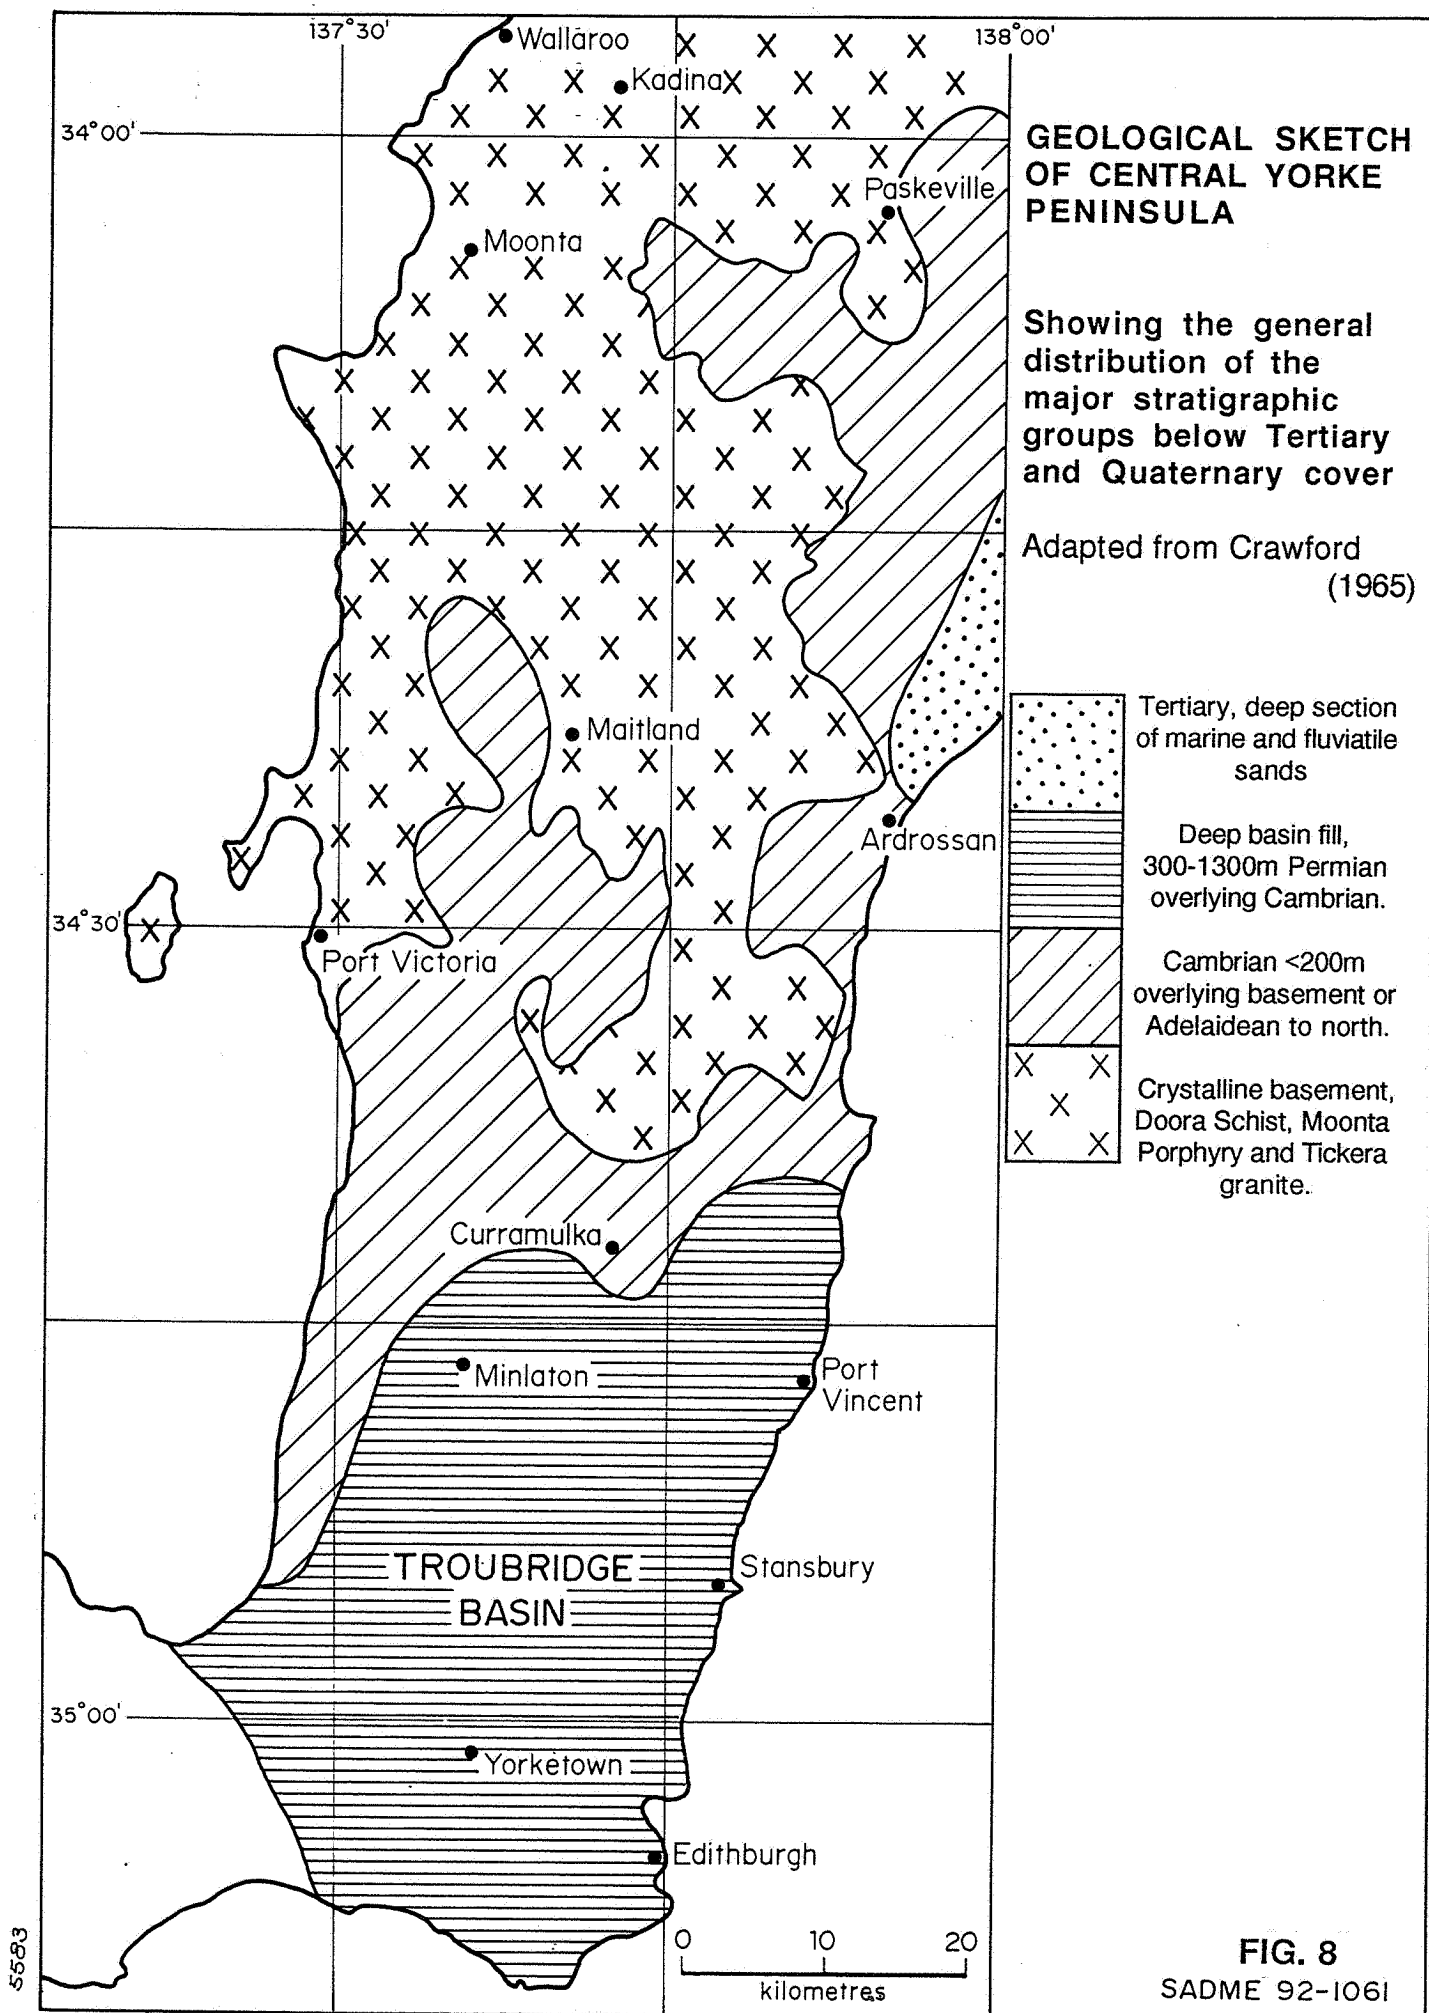 137°30'
Wallaroo
138°00'
Kadina
34°00'
GEOLOGICAL SKETCH
OF CENTRAL YORKE
PENINSULA
Paskeville
Moonta
Showing the general
distribution of the
major stratigraphic
groups below Tertiary
and Quaternary cover
Adapted from Crawford
(1965)
Maitland
Tertiary, deep section
of marine and fluviatile
sands
Ardrossan
Deep basin fill,
300-1300m Permian
overlying Cambrian.
34°30'
Port Victoria
Cambrian <200m
overlying basement or
Adelaidean to north.
Crystalline basement,
Doora Schist, Moonta
Porphyry and Tickera
granite.
Curramulka
Minlaton
Port
Vincent
TROUBRIDGE
BASIN
Stansbury
35°00'
Yorketown
Edithburgh
0 10 20
kilometres
5583
FIG. 8
SADME 92-1061